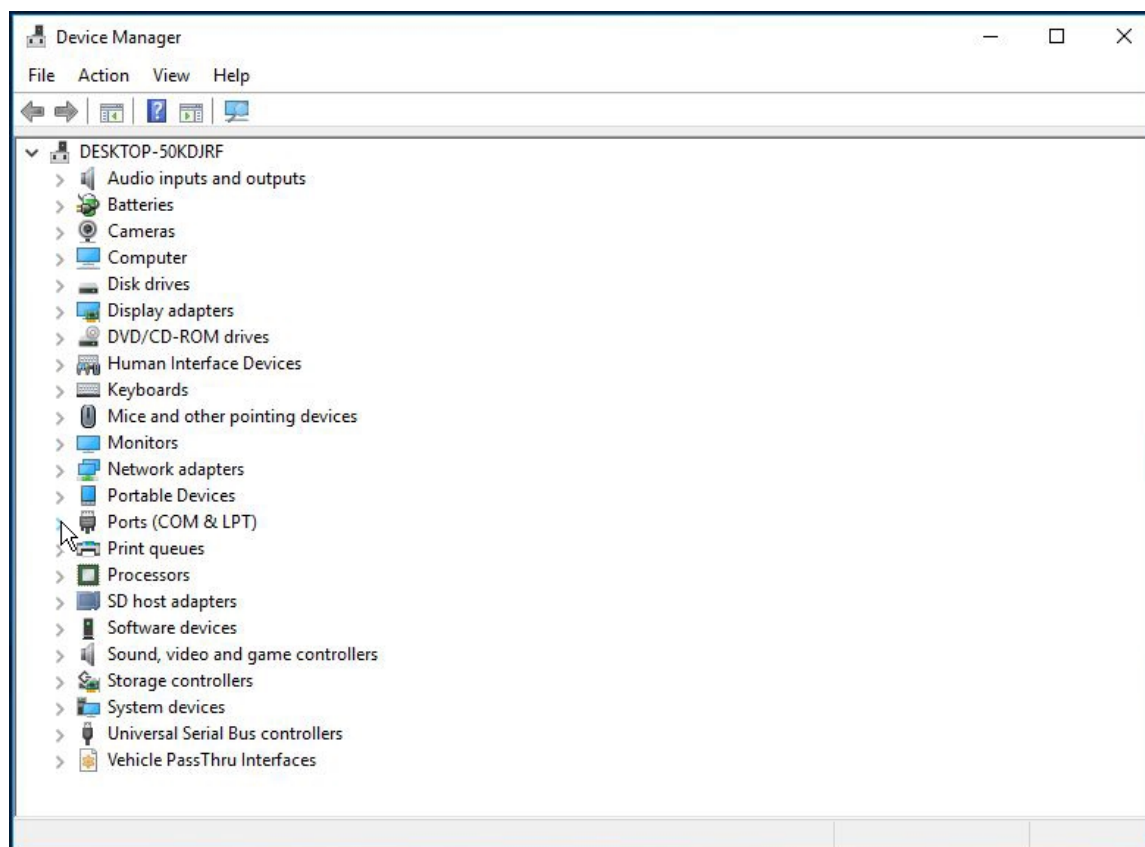 Device Manager
File Action View Help
DESKTOP-50KDJRF
Audio inputs and outputs
Batteries
Cameras
Computer
Disk drives
Display adapters
DVD/CD-ROM drives
Human Interface Devices
Keyboards
Mice and other pointing devices
Monitors
Network adapters
Portable Devices
Ports (COM & LPT)
Print queues
Processors
SD host adapters
Software devices
Sound, video and game controllers
Storage controllers
System devices
Universal Serial Bus controllers
Vehicle PassThru Interfaces